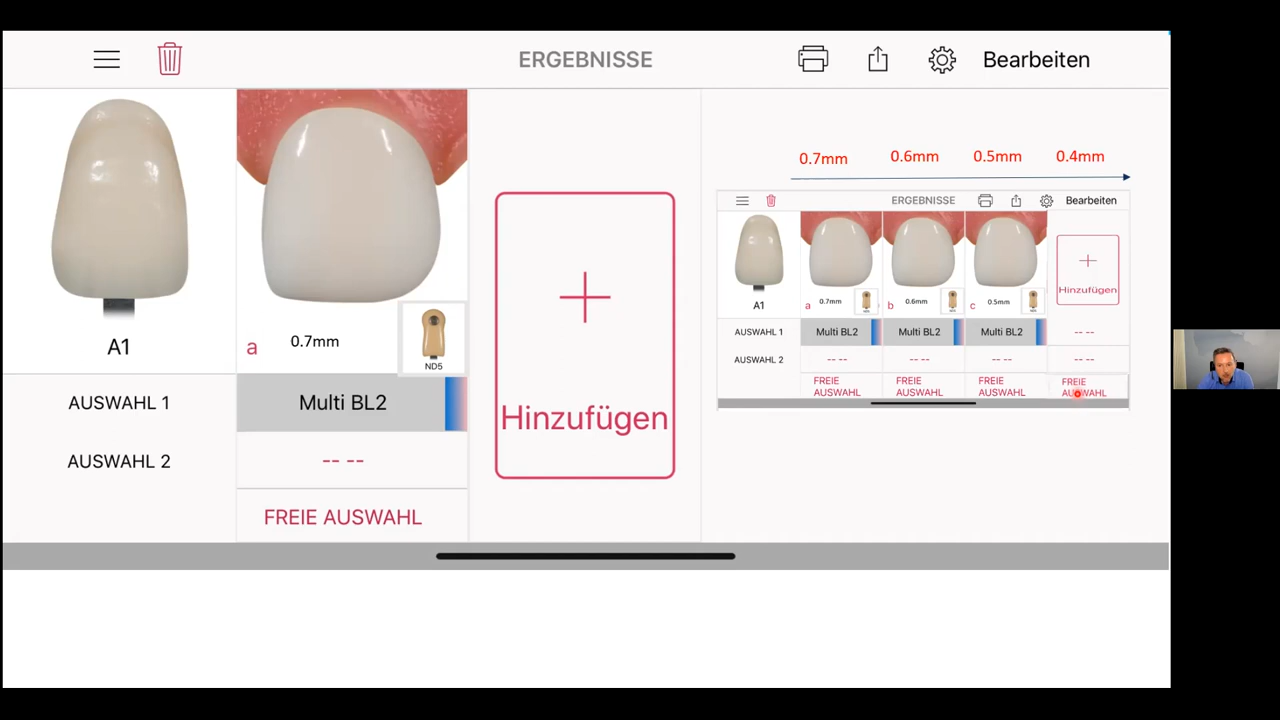 ERGEBNISSE
Bearbeiten
A1
a
0.7mm
ND5
AUSWAHL 1
Multi BL2
AUSWAHL 2
-- --
FREIE AUSWAHL
Hinzufügen
0.7mm 0.6mm 0.5mm 0.4mm
ERGEBNISSE
Bearbeiten
A1
a 0.7mm
b 0.6mm
c 0.5mm
Hinzufügen
AUSWAHL 1 Multi BL2 Multi BL2 Multi BL2 -- --
AUSWAHL 2 -- -- -- -- -- -- -- --
FREIE FREIE FREIE FREIE
AUSWAHL AUSWAHL AUSWAHL AUSWAHL